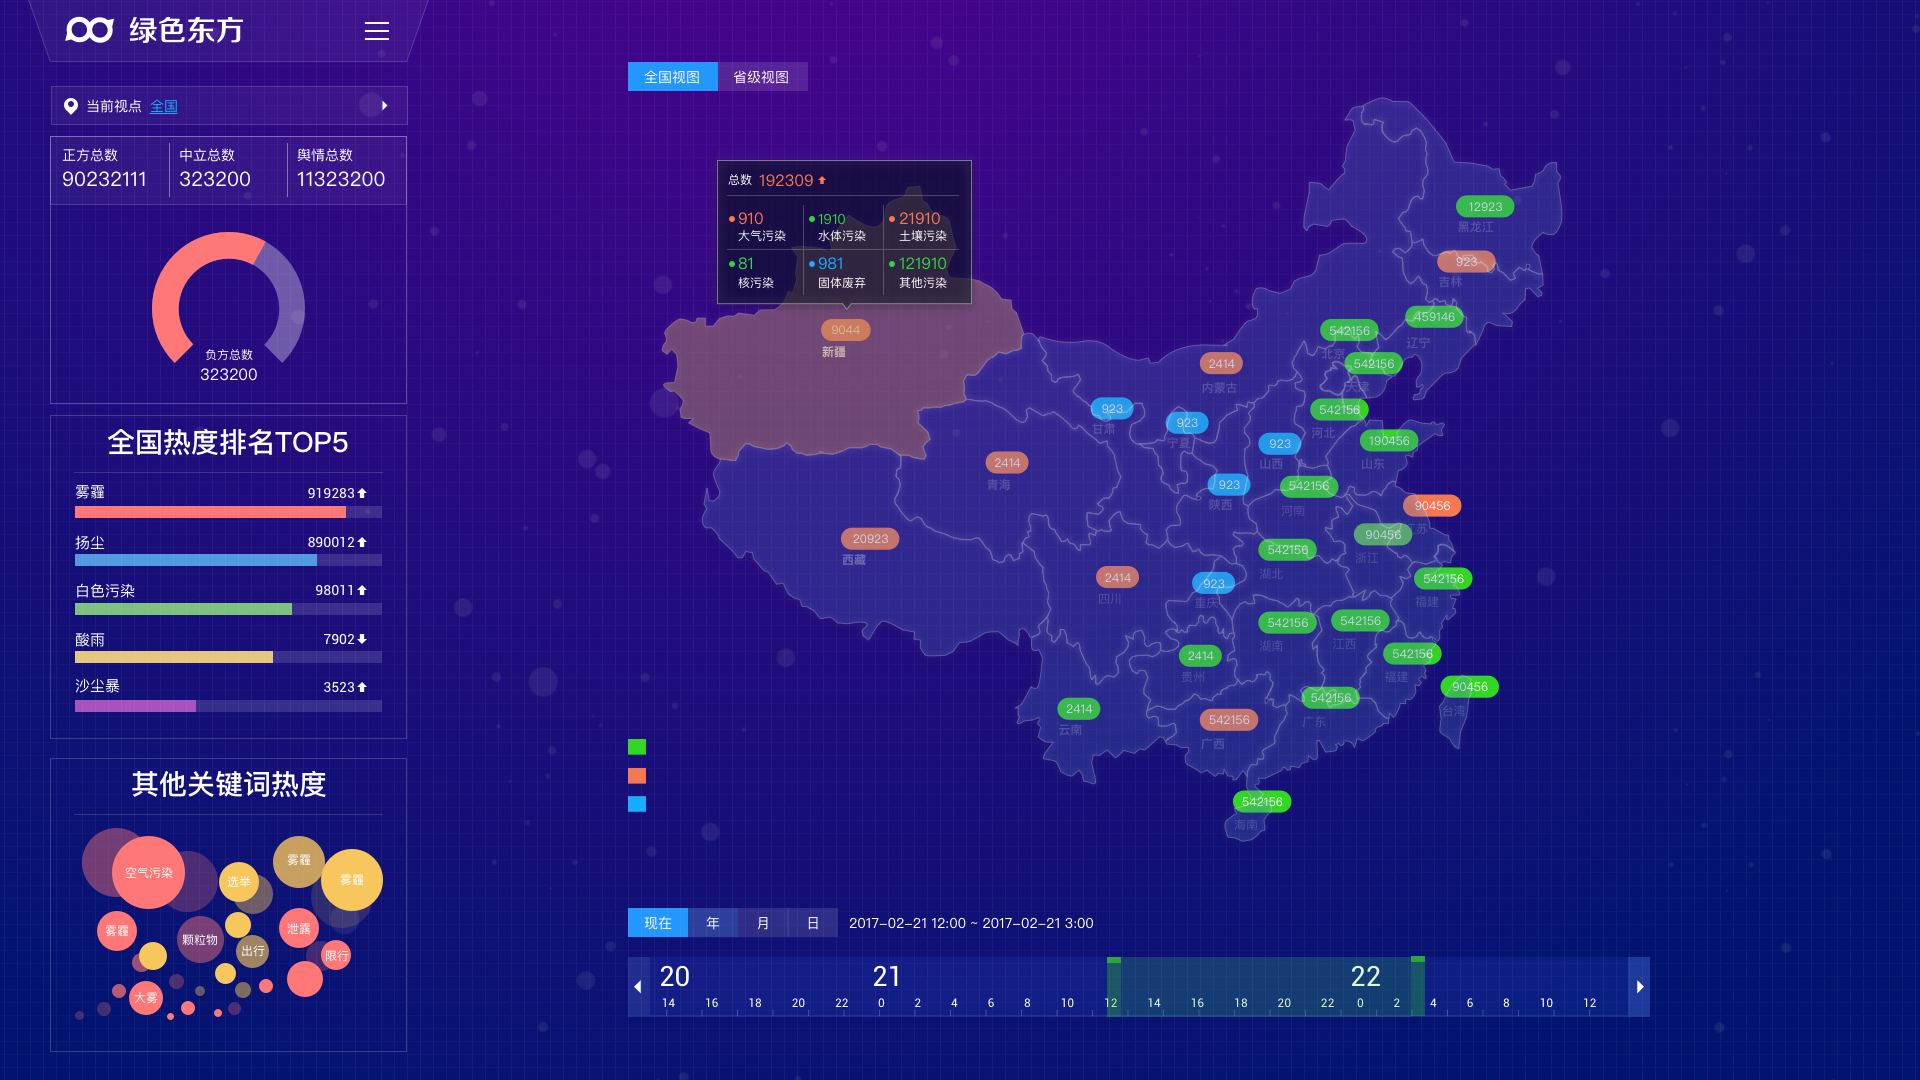 绿色东方
当前视点 全国
正方总数 中立总数 舆情总数
90232111 323200 11323200
负方总数
323200
全国热度排名TOP5
雾霾 919283
扬尘 890012
白色污染 98011
酸雨 7902
沙尘暴 3523
其他关键词热度
空气污染
选举
雾霾
雾霾
雾霾
颗粒物
泄露
出行
限行
大雾
全国视图 省级视图
总数 192309
910 1910 21910
大气污染 水体污染 土壤污染
81 981 121910
核污染 固体废弃 其他污染
9044
新疆
12923
黑龙江
923
吉林
459146
辽宁
542156
北京
542156
天津
2414
内蒙古
923
甘肃
923
宁夏
542156
河北
923
山西
190456
山东
2414
青海
923
陕西
542156
河南
90456
江苏
90456
浙江
20923
西藏
542156
湖北
2414
四川
923
重庆
542156
福建
542156
湖南
542156
江西
2414
贵州
542156
福建
90456
台湾
2414
云南
542156
广东
542156
广西
542156
海南
现在 年 月 日 2017-02-21 12:00 ~ 2017-02-21 3:00
20 21 22
14 16 18 20 22 0 2 4 6 8 10 12 14 16 18 20 22 0 2 4 6 8 10 12